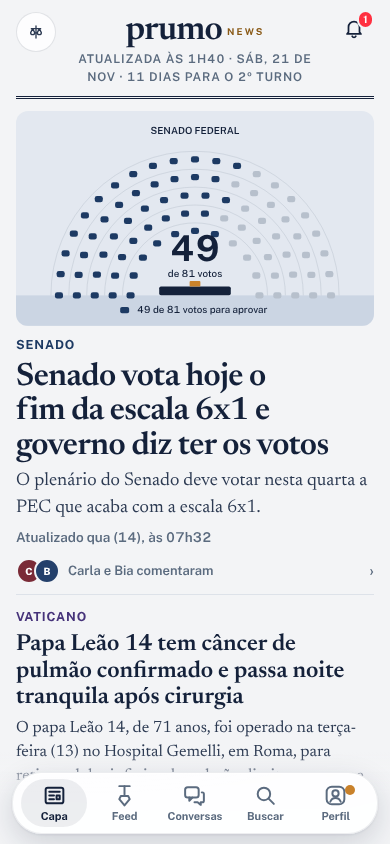 prumo NEWS
1
ATUALIZADA ÀS 1H40 · SÁB, 21 DE
NOV · 11 DIAS PARA O 2º TURNO
SENADO FEDERAL
49
de 81 votos
49 de 81 votos para aprovar
SENADO
Senado vota hoje o
fim da escala 6x1 e
governo diz ter os votos
O plenário do Senado deve votar nesta quarta a
PEC que acaba com a escala 6x1.
Atualizado qua (14), às 07h32
C B Carla e Bia comentaram ›
VATICANO
Papa Leão 14 tem câncer de
pulmão confirmado e passa noite
tranquila após cirurgia
O papa Leão 14, de 71 anos, foi operado na terça-
feira (13) no Hospital Gemelli, em Roma, para
Capa Feed Conversas Buscar Perfil